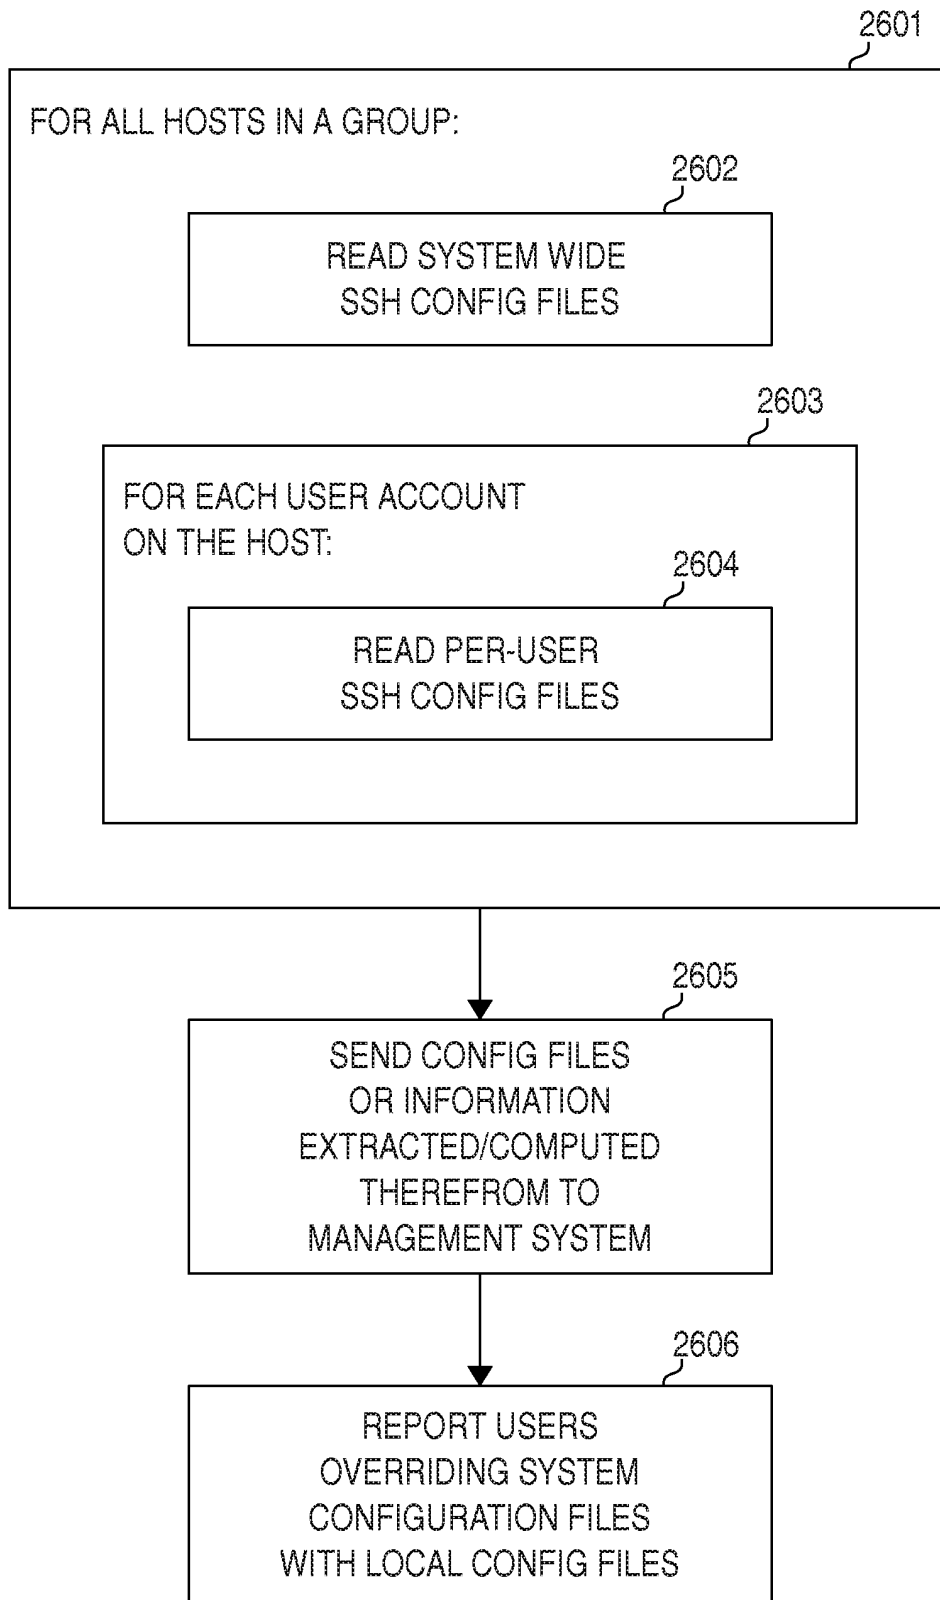 2601
FOR ALL HOSTS IN A GROUP:
2602
READ SYSTEM WIDE
SSH CONFIG FILES
2603
FOR EACH USER ACCOUNT
ON THE HOST:
2604
READ PER-USER
SSH CONFIG FILES
2605
SEND CONFIG FILES
OR INFORMATION
EXTRACTED/COMPUTED
THEREFROM TO
MANAGEMENT SYSTEM
2606
REPORT USERS
OVERRIDING SYSTEM
CONFIGURATION FILES
WITH LOCAL CONFIG FILES